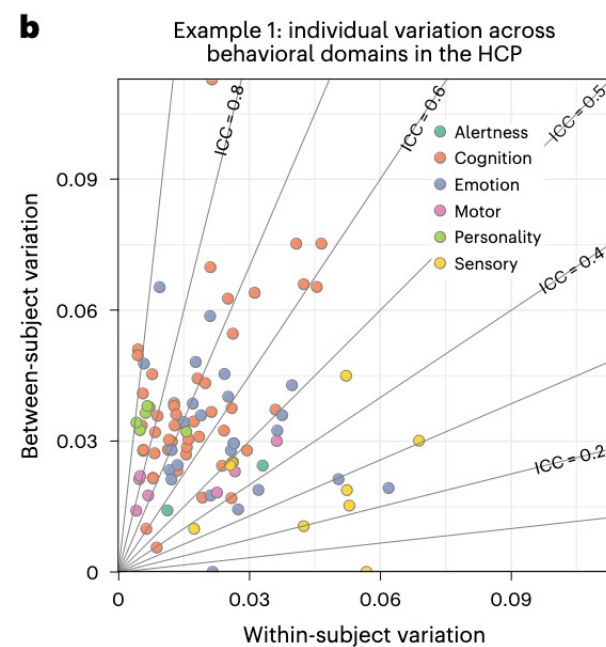 b
Example 1: individual variation across
behavioral domains in the HCP
ICC = 0.8
ICC = 0.6
ICC = 0.5
ICC = 0.4
ICC = 0.2
Alertness
Cognition
Emotion
Motor
Personality
Sensory
Between-subject variation
0.09
0.06
0.03
0
0
0.03
0.06
0.09
Within-subject variation